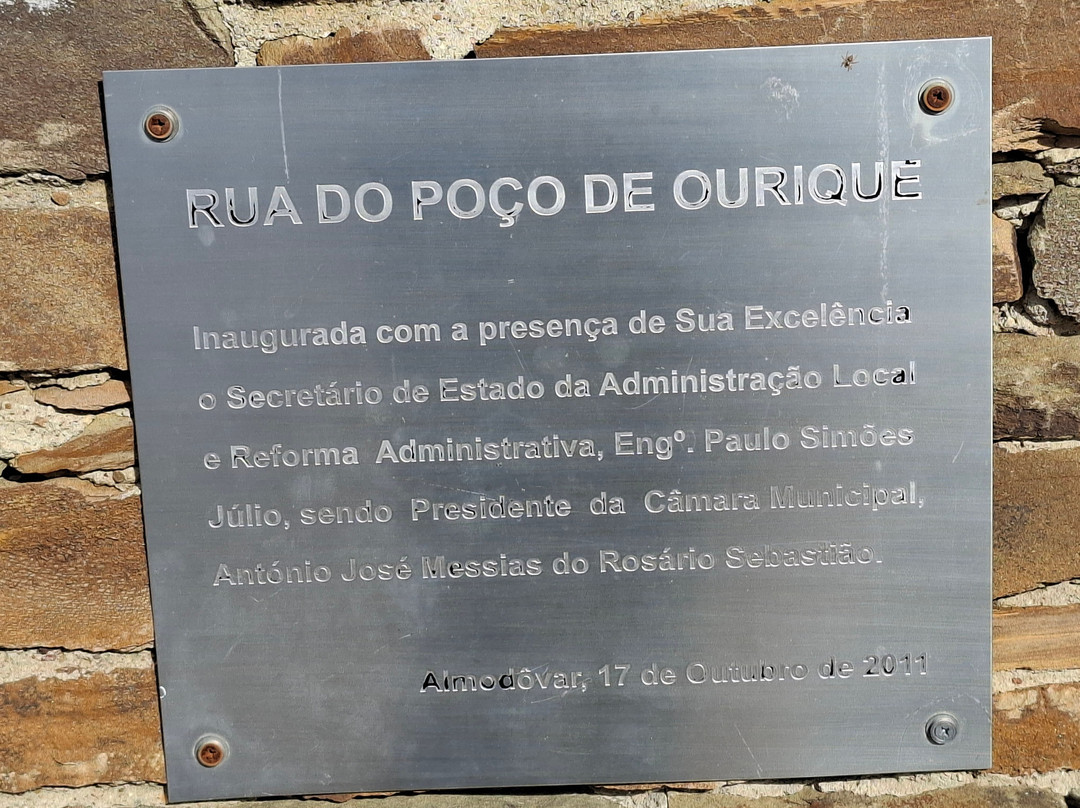 RUA DO POÇO DE OURIQUE
Inaugurada com a presença de Sua Excelência
o Secretário de Estado da Administração Local
e Reforma Administrativa, Engº. Paulo Simões
Júlio, sendo Presidente da Câmara Municipal,
António José Messias do Rosário Sebastião.
Almodôvar, 17 de Outubro de 2011